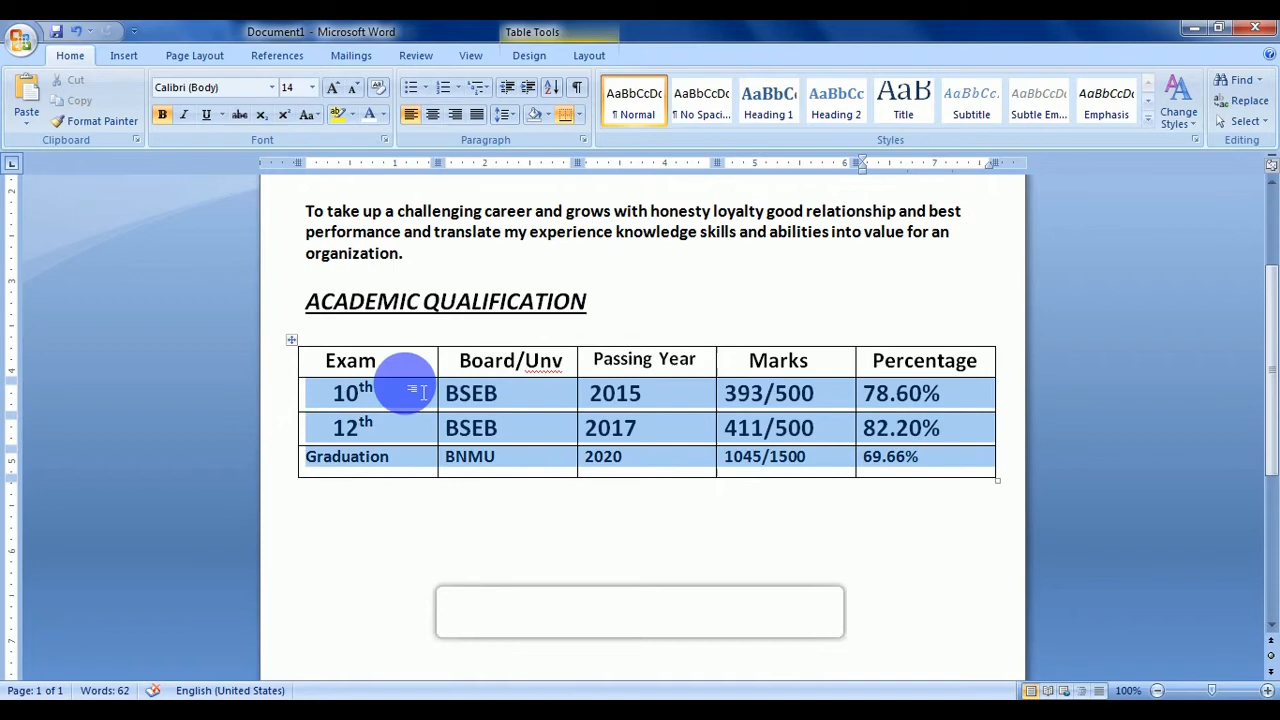 Document1 - Microsoft Word
Table Tools
Home
Insert
Page Layout
References
Mailings
Review
View
Design
Layout
Paste
Cut
Copy
Format Painter
Clipboard
Calibri (Body)
14
B I U abc X₂ X² Aa
Font
Paragraph
AaBbCcDc
¶ Normal
AaBbCcDc
¶ No Spaci...
AaBbC
Heading 1
AaBbCc
Heading 2
AaB
Title
AaBbCc.
Subtitle
AaBbCcDc
Subtle Em...
AaBbCcDc
Emphasis
Change Styles
Styles
Find
Replace
Select
Editing
To take up a challenging career and grows with honesty loyalty good relationship and best
performance and translate my experience knowledge skills and abilities into value for an
organization.
ACADEMIC QUALIFICATION
Exam Board/Unv Passing Year Marks Percentage
10th BSEB 2015 393/500 78.60%
12th BSEB 2017 411/500 82.20%
Graduation BNMU 2020 1045/1500 69.66%
Page: 1 of 1
Words: 62
English (United States)
100%